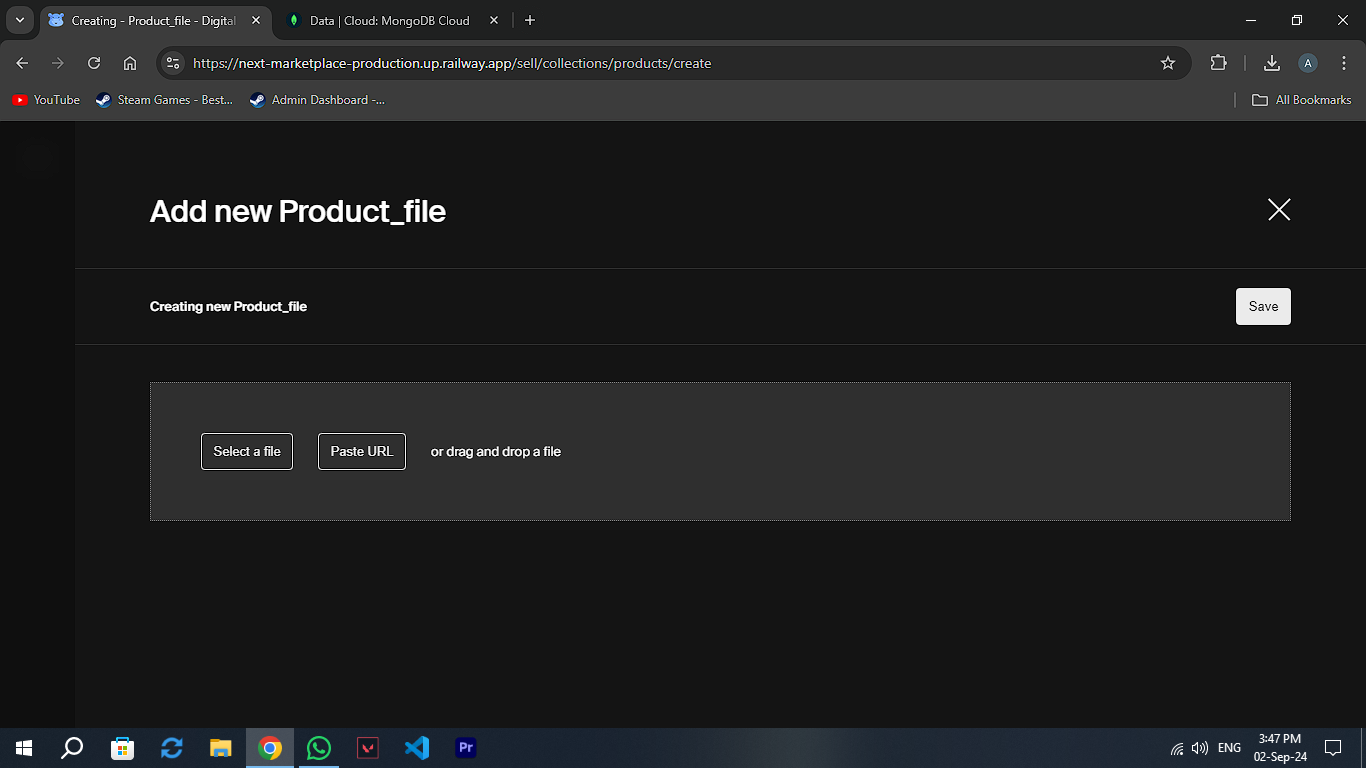 Creating - Product_file - Digital
Data | Cloud: MongoDB Cloud
https://next-marketplace-production.up.railway.app/sell/collections/products/create
A
YouTube
Steam Games - Best...
Admin Dashboard -...
All Bookmarks
Add new Product_file
Creating new Product_file
Save
Select a file
Paste URL
or drag and drop a file
Pr
ENG
3:47 PM
02-Sep-24